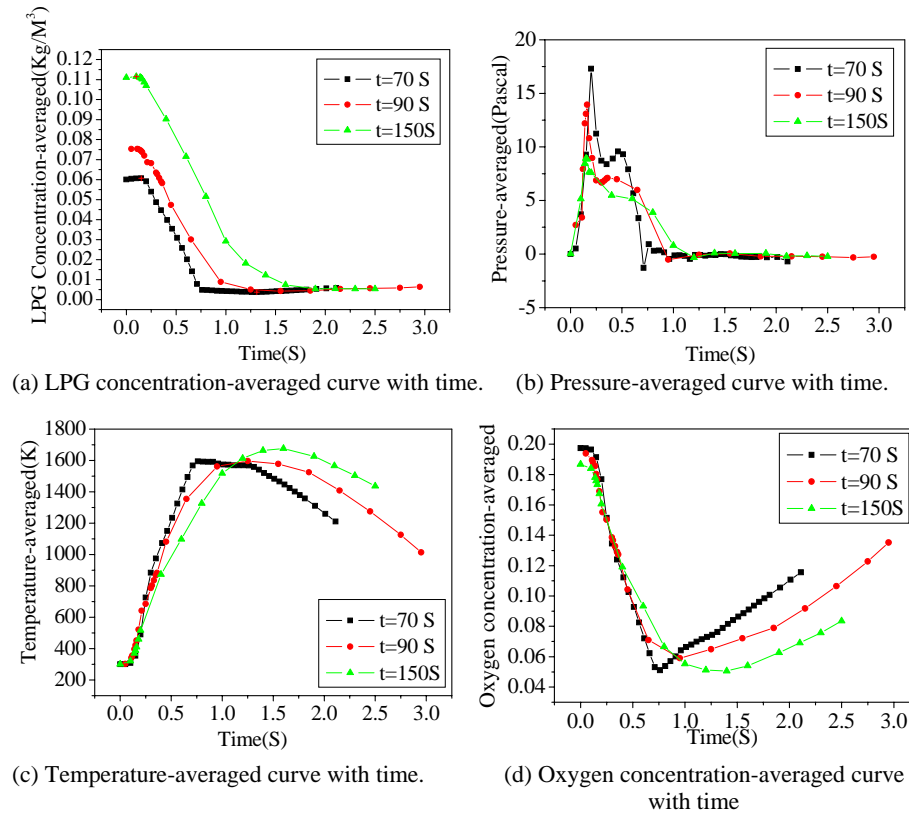 LPG Concentration-averaged(Kg/M³)
0.11
0.10
0.09
0.08
0.07
0.06
0.05
0.04
0.03
0.02
0.01
0.00
t=70 S
t=90 S
t=150S
0.0 0.5 1.0 1.5 2.0 2.5 3.0
Time(S)
(a) LPG concentration-averaged curve with time.
Pressure-averaged(Pascal)
20
15
10
5
0
-5
t=70 S
t=90 S
t=150S
0.0 0.5 1.0 1.5 2.0 2.5 3.0
Time(S)
(b) Pressure-averaged curve with time.
Temperature-averaged(K)
1800
1600
1400
1200
1000
800
600
400
200
t=70 S
t=90 S
t=150S
0.0 0.5 1.0 1.5 2.0 2.5 3.0
Time(S)
(c) Temperature-averaged curve with time.
Oxygen concentration-averaged
0.20
0.18
0.16
0.14
0.12
0.10
0.08
0.06
0.04
t=70 S
t=90 S
t=150S
0.0 0.5 1.0 1.5 2.0 2.5 3.0
Time(S)
(d) Oxygen concentration-averaged curve
with time